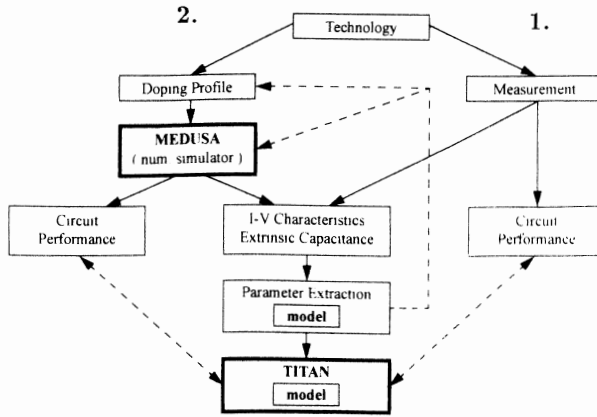 2.
1.
Technology
Doping Profile
Measurement
MEDUSA
( num simulator )
Circuit
Performance
I-V Characteristics
Extrinsic Capacitance
Circuit
Performance
Parameter Extraction
model
TITAN
model